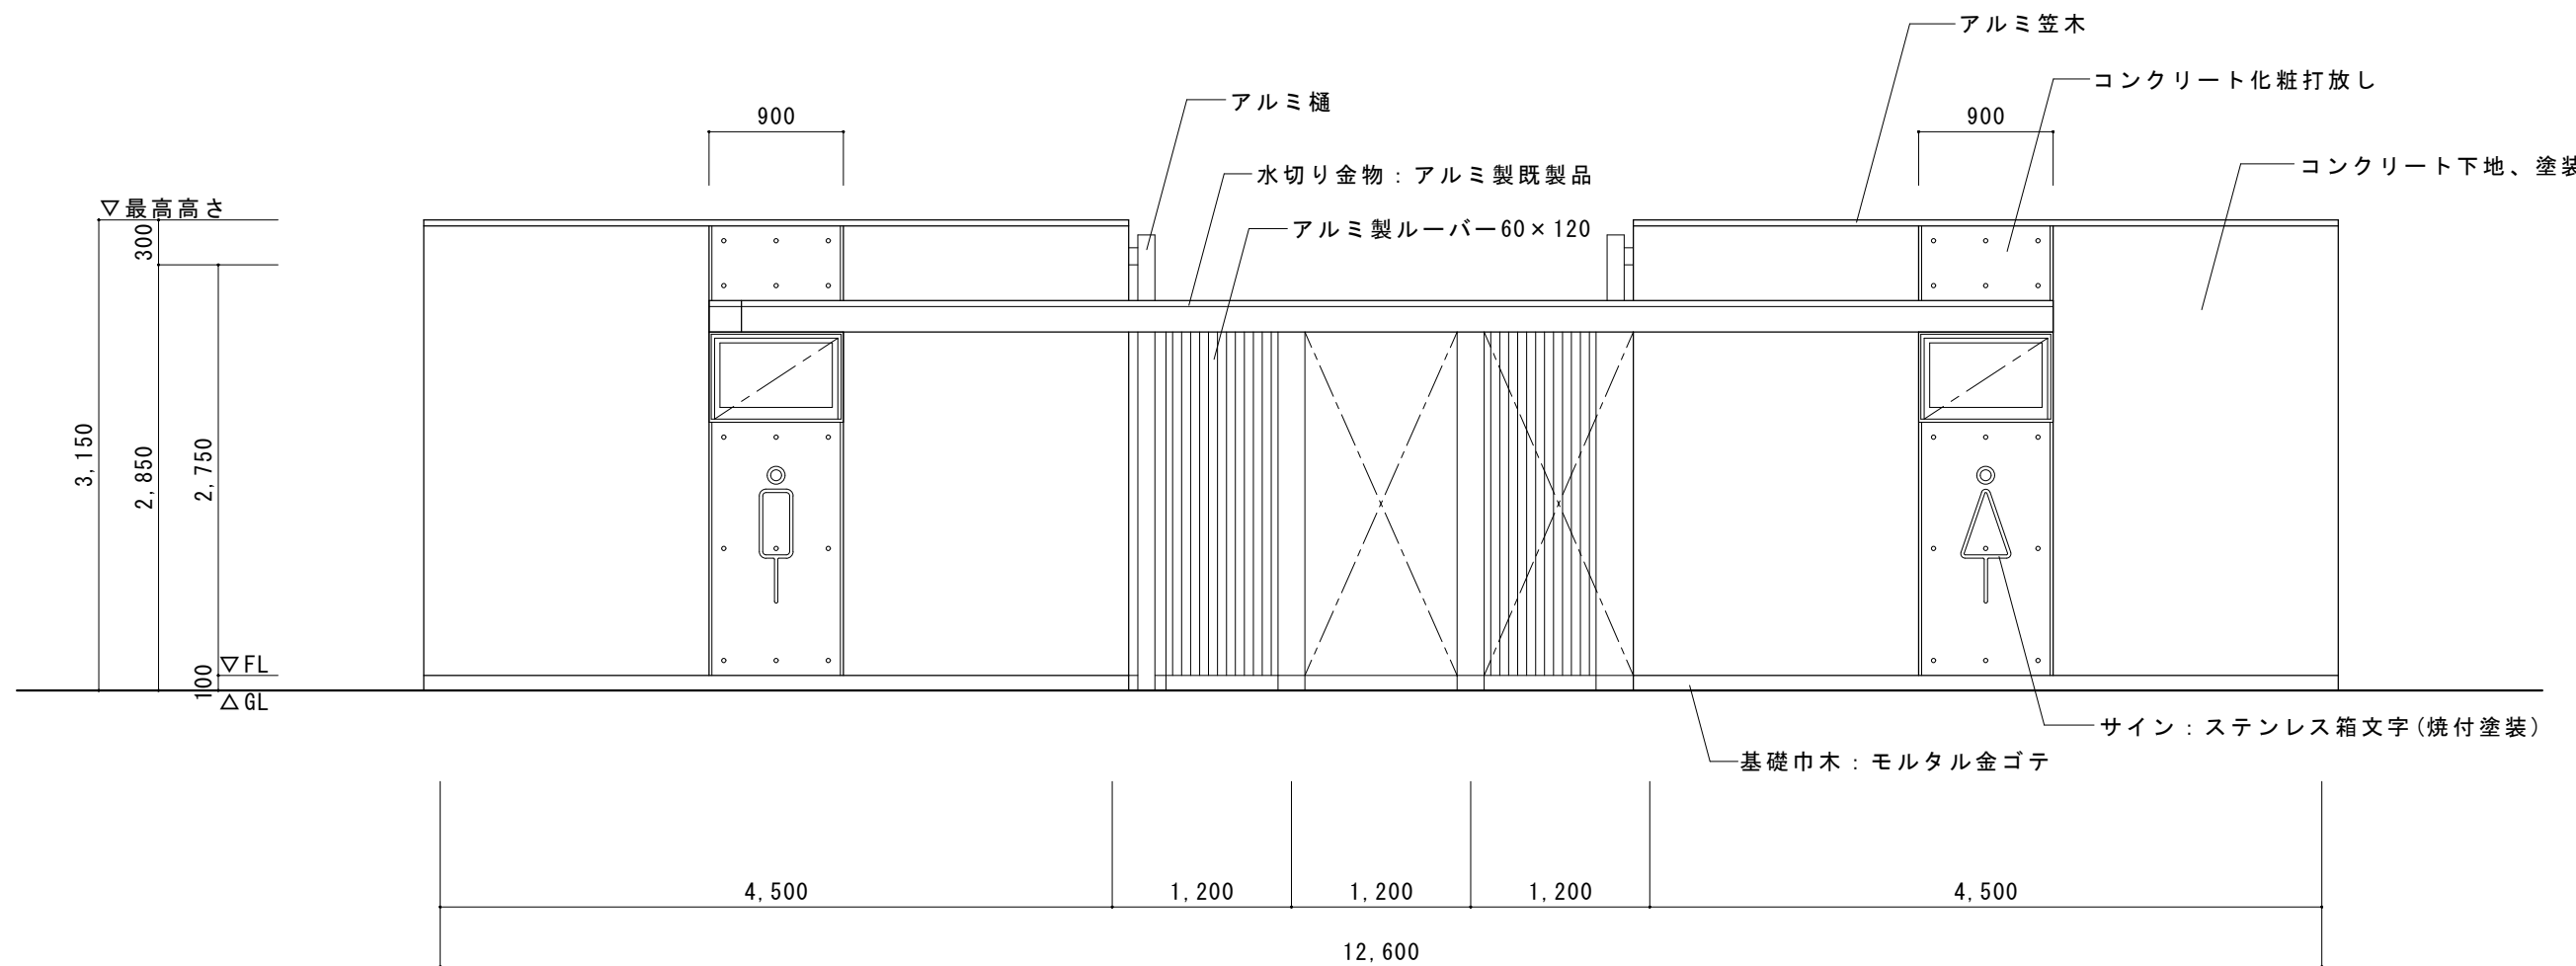 アルミ笠木
コンクリート化粧打放し
アルミ樋
900
900
水切り金物：アルミ製既製品
コンクリート下地、塗装
▽最高高さ
アルミ製ルーバー60×120
300
3,150
2,850
2,750
▽FL
100
△GL
サイン：ステンレス箱文字(焼付塗装)
基礎巾木：モルタル金ゴテ
4,500
1,200
1,200
1,200
4,500
12,600